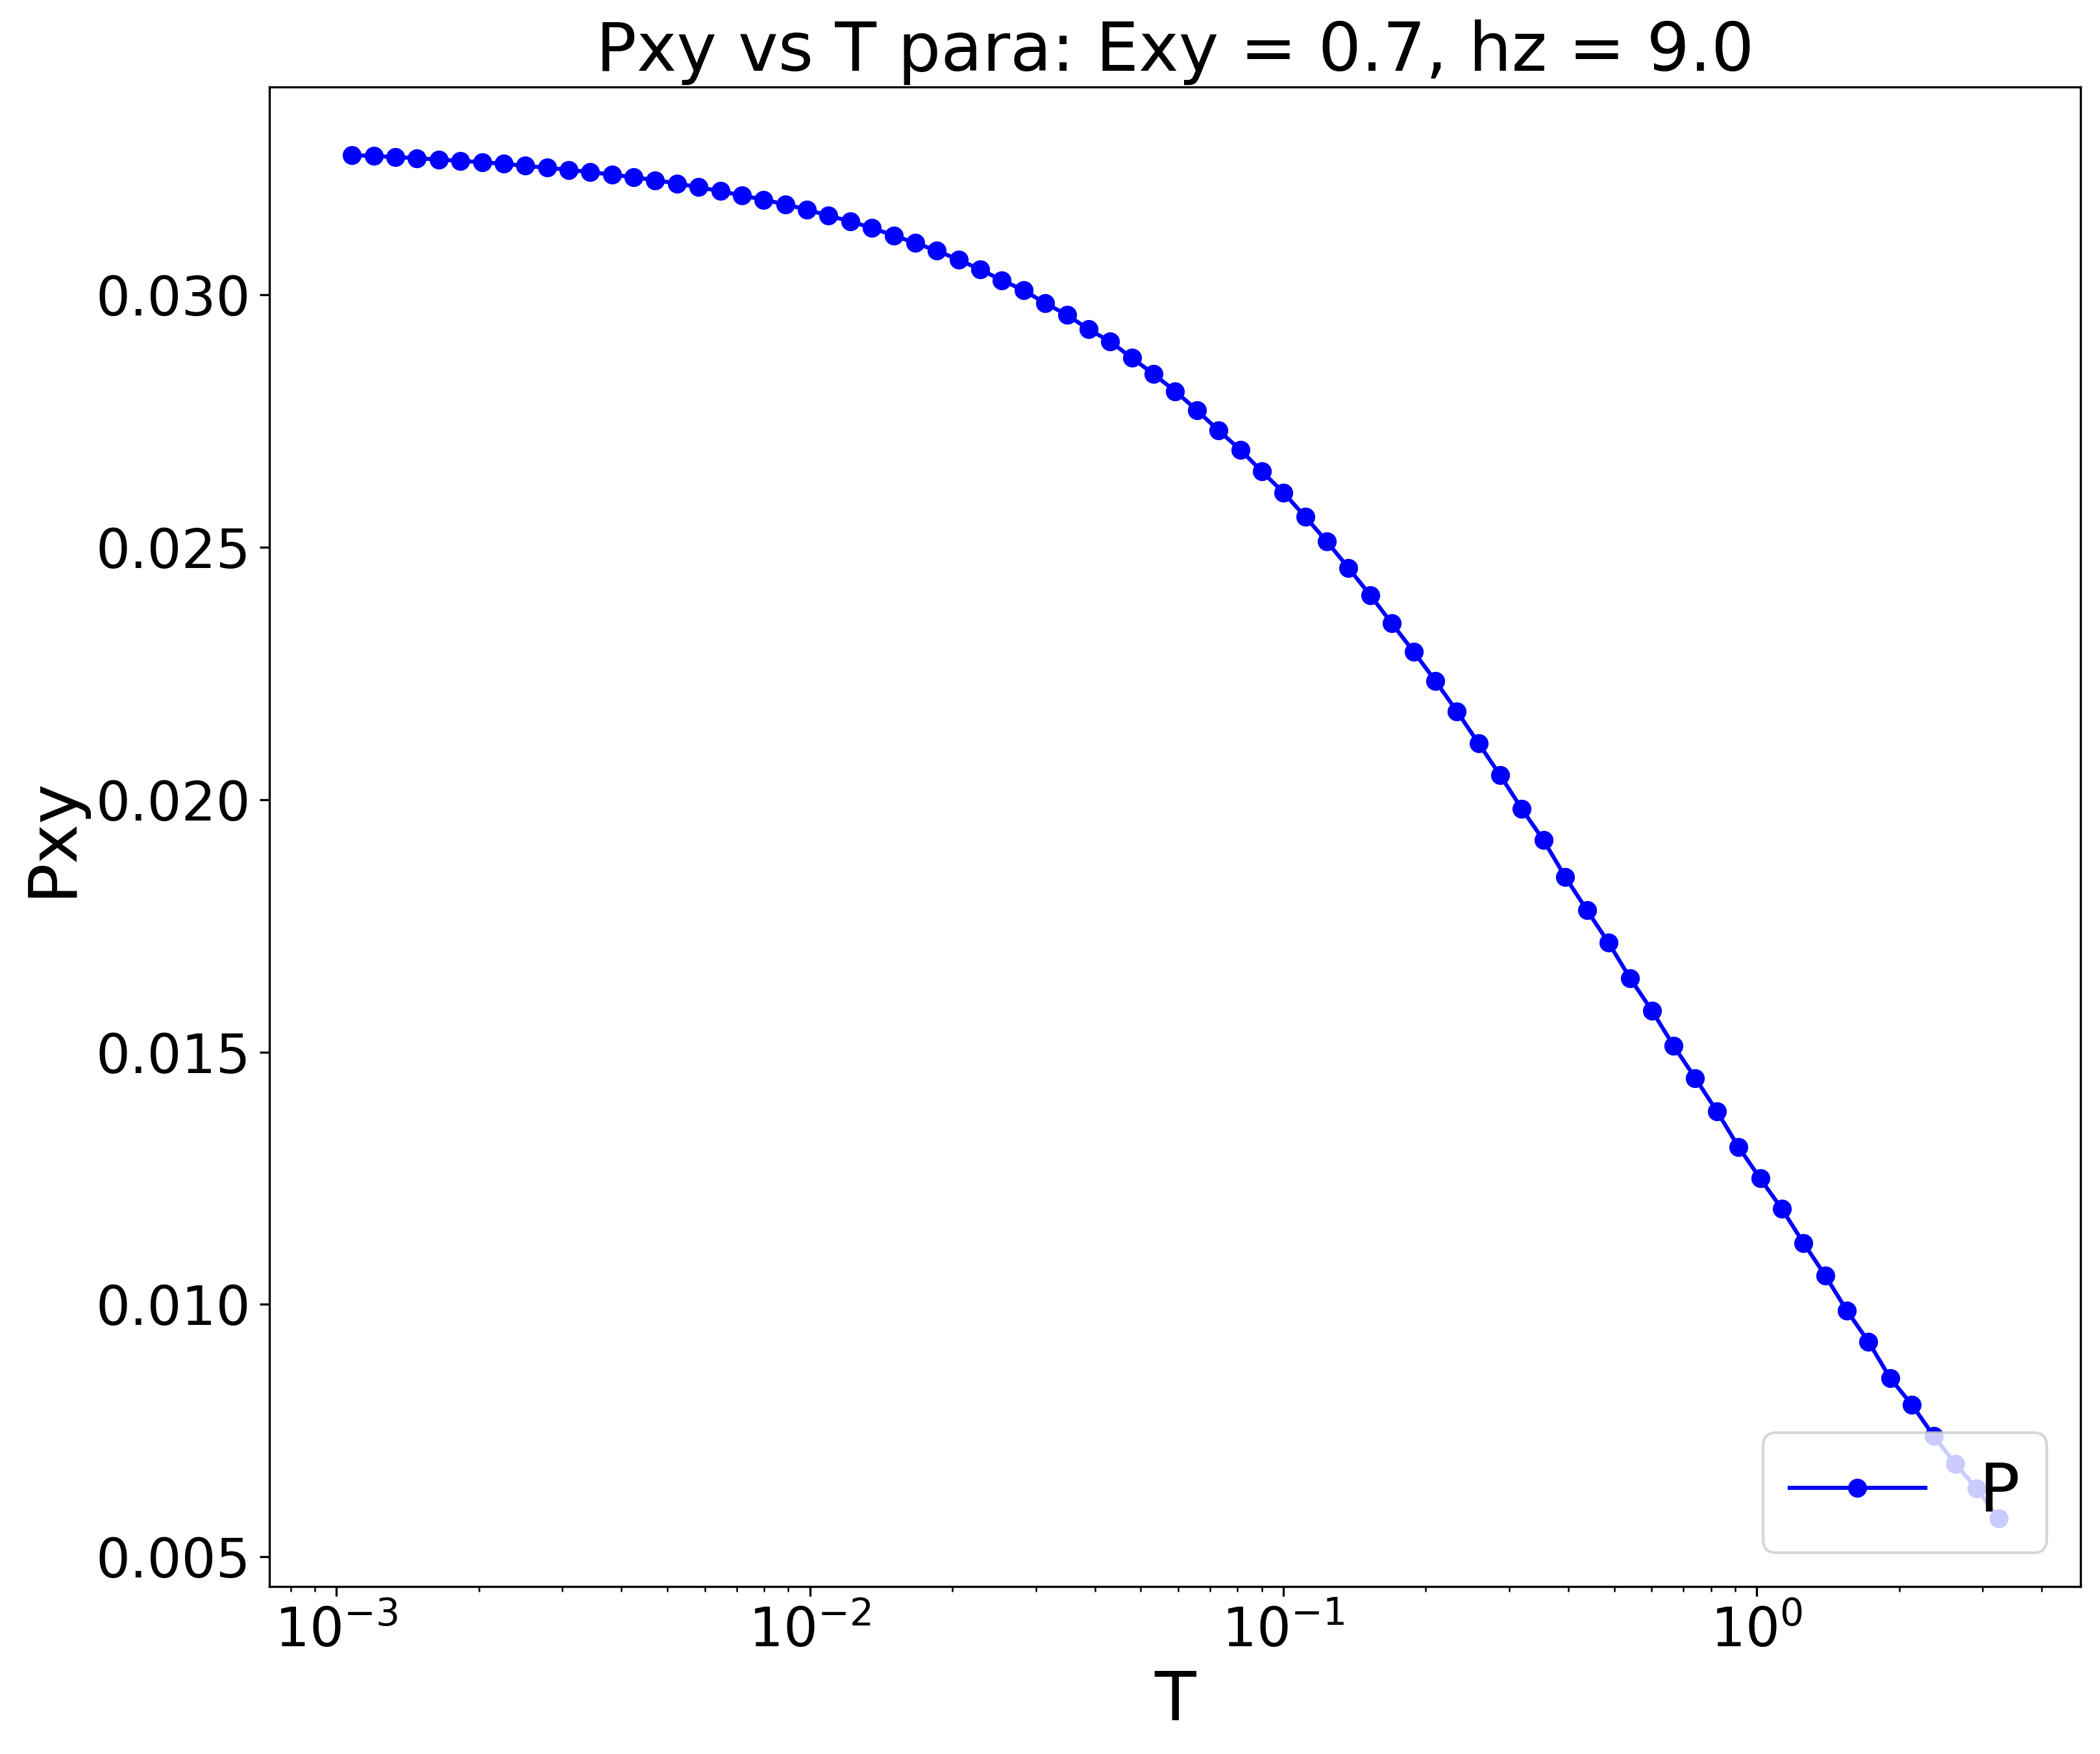 Pxy vs T para: Exy = 0.7, hz = 9.0
Pxy
0.030
0.025
0.020
0.015
0.010
0.005
10⁻³ 10⁻² 10⁻¹ 10⁰
T
P